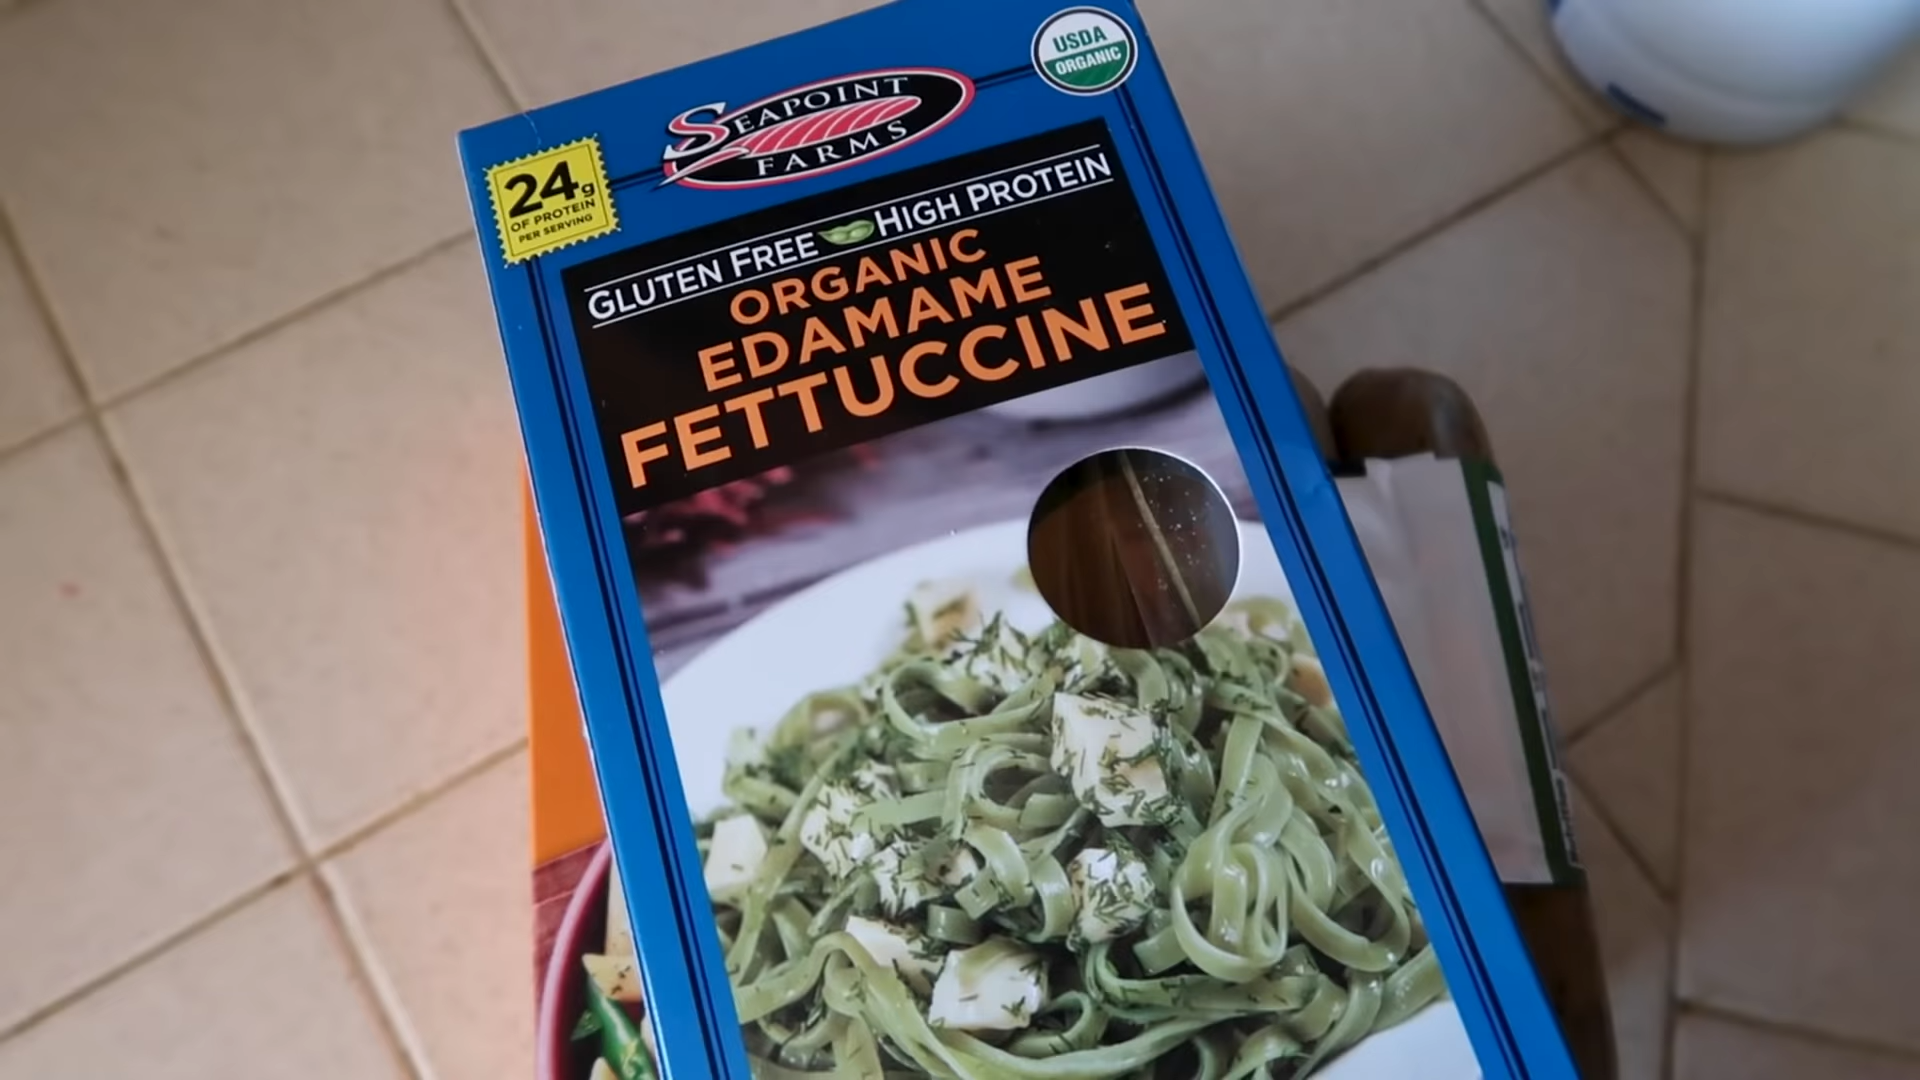 SEAPOINT
FARMS
USDA
ORGANIC
24g
OF PROTEIN
PER SERVING
GLUTEN FREE HIGH PROTEIN
ORGANIC
EDAMAME
FETTUCCINE